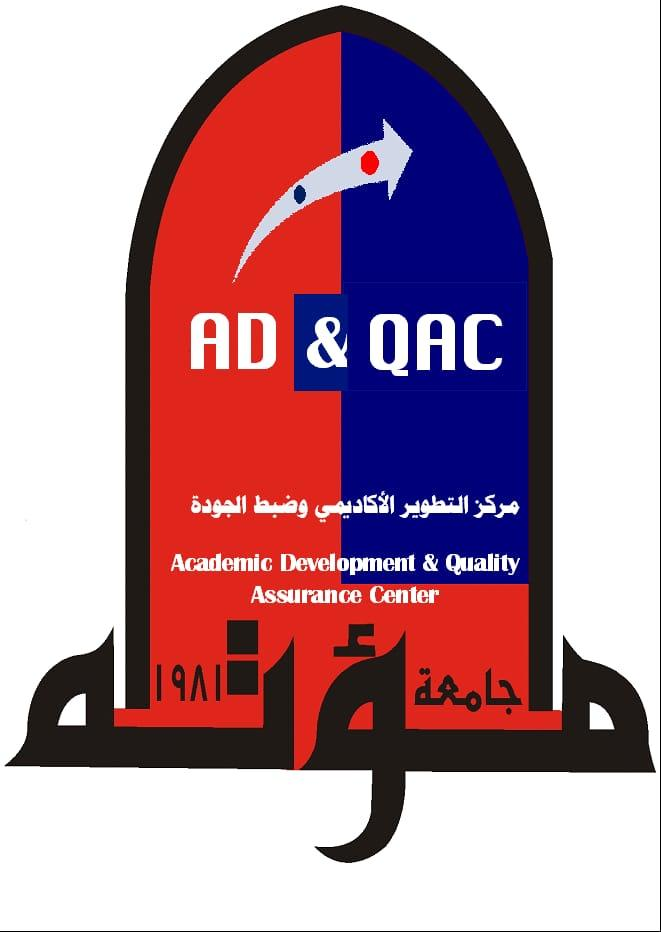 AD & QAC
مركز التطوير الأكاديمي وضبط الجودة
Academic Development & Quality
Assurance Center
جامعة
مؤتة
١٩٨١